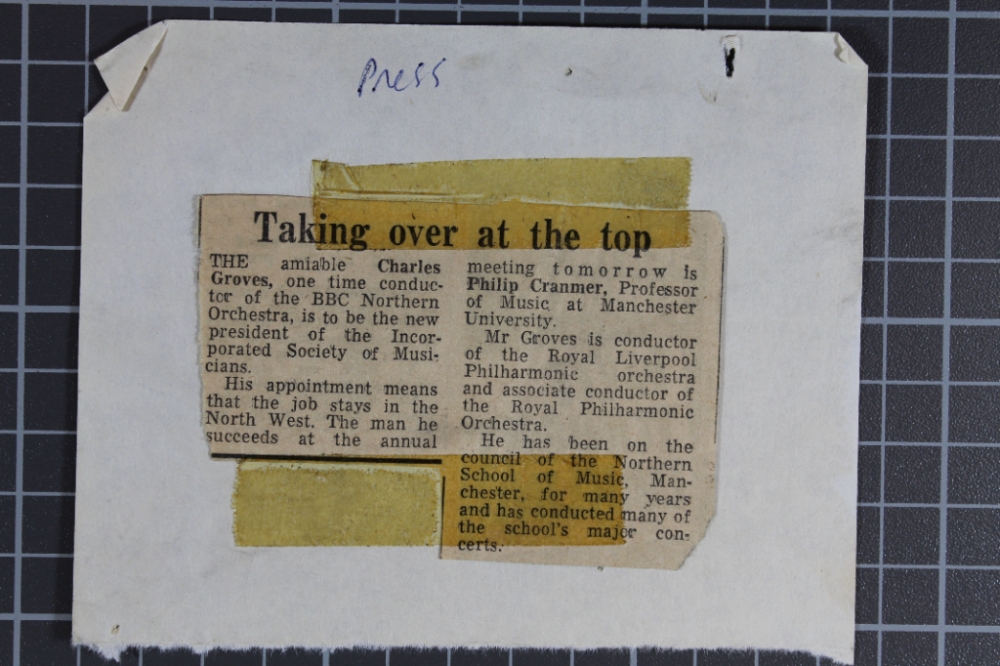 Press
Taking over at the top
THE amiable Charles
Groves, one time conduc-
tor of the BBC Northern
Orchestra, is to be the new
president of the Incor-
porated Society of Musi-
cians.
His appointment means
that the job stays in the
North West. The man he
succeeds at the annual
meeting tomorrow is
Philip Cranmer, Professor
of Music at Manchester
University.
Mr Groves is conductor
of the Royal Liverpool
Philharmonic orchestra
and associate conductor of
the Royal Philharmonic
Orchestra.
He has been on the
council of the Northern
School of Music, Man-
chester, for many years
and has conducted many of
the school's major con-
certs.